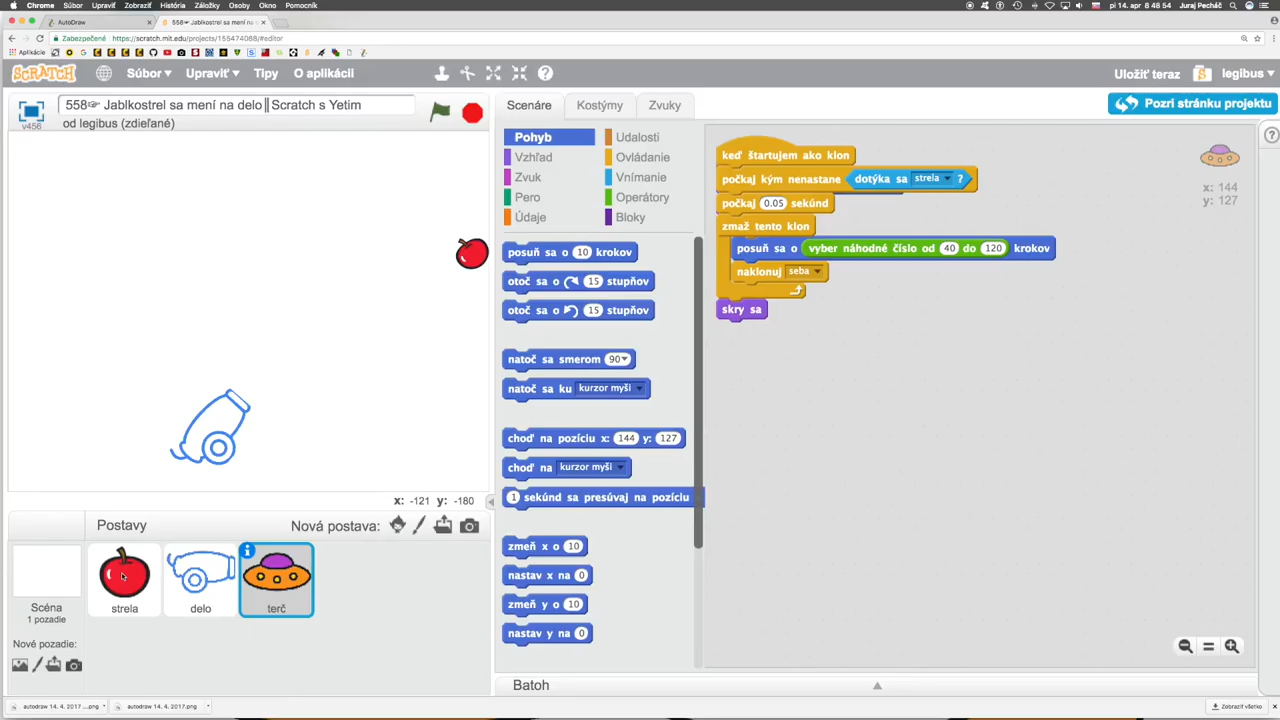 Chrome Súbor Upraviť Zobraziť História Záložky Osoby Okno Pomocník
pi 14. apr 8 48 54 Juraj Pecháč
AutoDraw
558☞ Jablkostrel sa mení na
Zabezpečené https://scratch.mit.edu/projects/155474088/#editor
Aplikácie
SCRATCH Súbor Upraviť Tipy O aplikácii
Uložiť teraz legibus
v456
558☞ Jablkostrel sa mení na delo || Scratch s Yetim
od legibus (zdieľané)
Scenáre Kostýmy Zvuky
Pozri stránku projektu
Pohyb Udalosti
Vzhľad Ovládanie
Zvuk Vnímanie
Pero Operátory
Údaje Bloky
posuň sa o 10 krokov
otoč sa o 15 stupňov
otoč sa o 15 stupňov
natoč sa smerom 90
natoč sa ku kurzor myši
choď na pozíciu x: 144 y: 127
choď na kurzor myši
1 sekúnd sa presúvaj na pozíciu
zmeň x o 10
nastav x na 0
zmeň y o 10
nastav y na 0
keď štartujem ako klon
počkaj kým nenastane dotýka sa strela ?
počkaj 0.05 sekúnd
zmaž tento klon
posuň sa o vyber náhodné číslo od 40 do 120 krokov
naklonuj seba
skry sa
x: 144
y: 127
x: -121 y: -180
Postavy Nová postava:
Scéna
1 pozadie
Nové pozadie:
strela delo terč
Batoh
autodraw 14. 4. 2017 ....png autodraw 14. 4. 2017.png
Zobraziť všetko